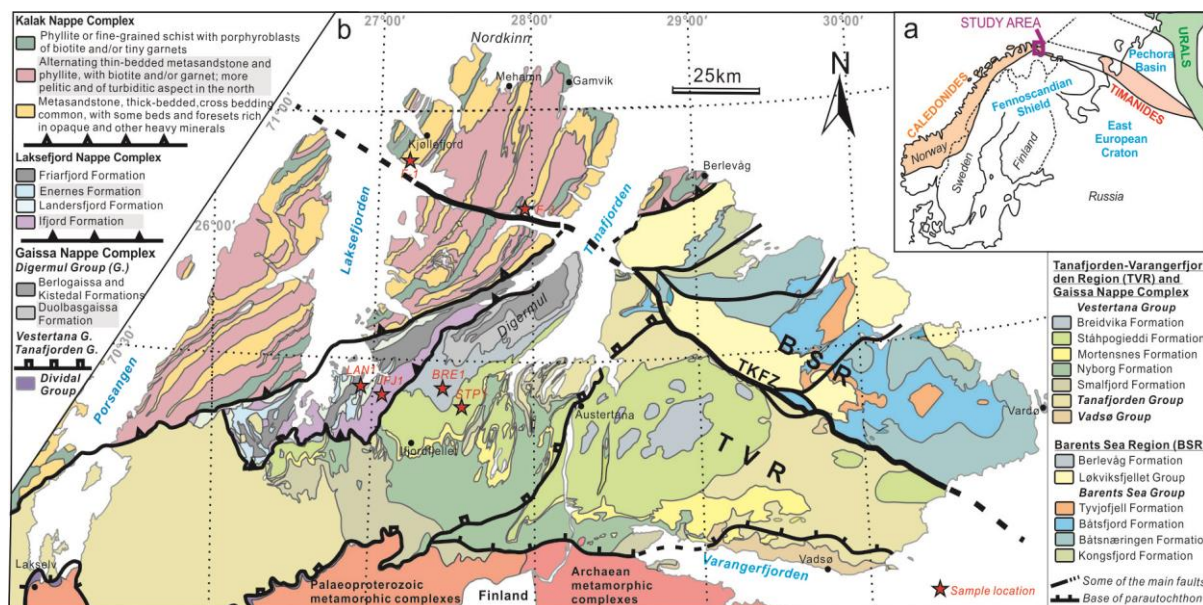 Kalak Nappe Complex
Phyllite or fine-grained schist with porphyroblasts
of biotite and/or tiny garnets
Alternating thin-bedded metasandstone and
phyllite, with biotite and/or garnet; more
pelitic and of turbiditic aspect in the north
Metasandstone, thick-bedded,cross bedding
common, with some beds and foresets rich
in opaque and other heavy minerals
Laksefjord Nappe Complex
Friarfjord Formation
Enernes Formation
Landersfjord Formation
Ifjord Formation
Gaissa Nappe Complex
Digermul Group (G.)
Berlogaissa and
Kistedal Formations
Duolbasgaissa
Formation
Vestertana G.
Tanafjorden G.
Dividal
Group:
b
27°00'
28°00'
29°00'
30°00'
71°00'
26°00'
70°30'
Nordkinn
Mehamn
Gamvik
25km
N
Kjøllefjord
Berlevåg
Laksefjorden
Tanafjorden
Porsangen
Digermul
LAN1
IFJ1
BRE1
STP1
Austertana
Ifjordfjellet
TKFZ
BSR
TVR
Vardø
Vadsø
Varangerfjorden
Lakselv
Palaeoproterozoic
metamorphic complexes
Finland
Archaean
metamorphic
complexes
Sample location
a
STUDY AREA
URALS
Pechora
Basin
CALEDONIDES
Fennoscandian
Shield
TIMANIDES
East
European
Craton
Norway
Sweden
Finland
Russia
Tanafjorden-Varangerfjor
den Region (TVR) and
Gaissa Nappe Complex
Vestertana Group
Breidvika Formation
Ståhpogieddi Formation
Mortensnes Formation
Nyborg Formation
Smalfjord Formation
Tanafjorden Group
Vadsø Group
Barents Sea Region (BSR
Berlevåg Formation
Løkviksfjellet Group
Barents Sea Group
Tyvjofjell Formation
Båtsfjord Formation
Båtsnæringen Formation
Kongsfjord Formation
Some of the main faults
Base of parautochthon